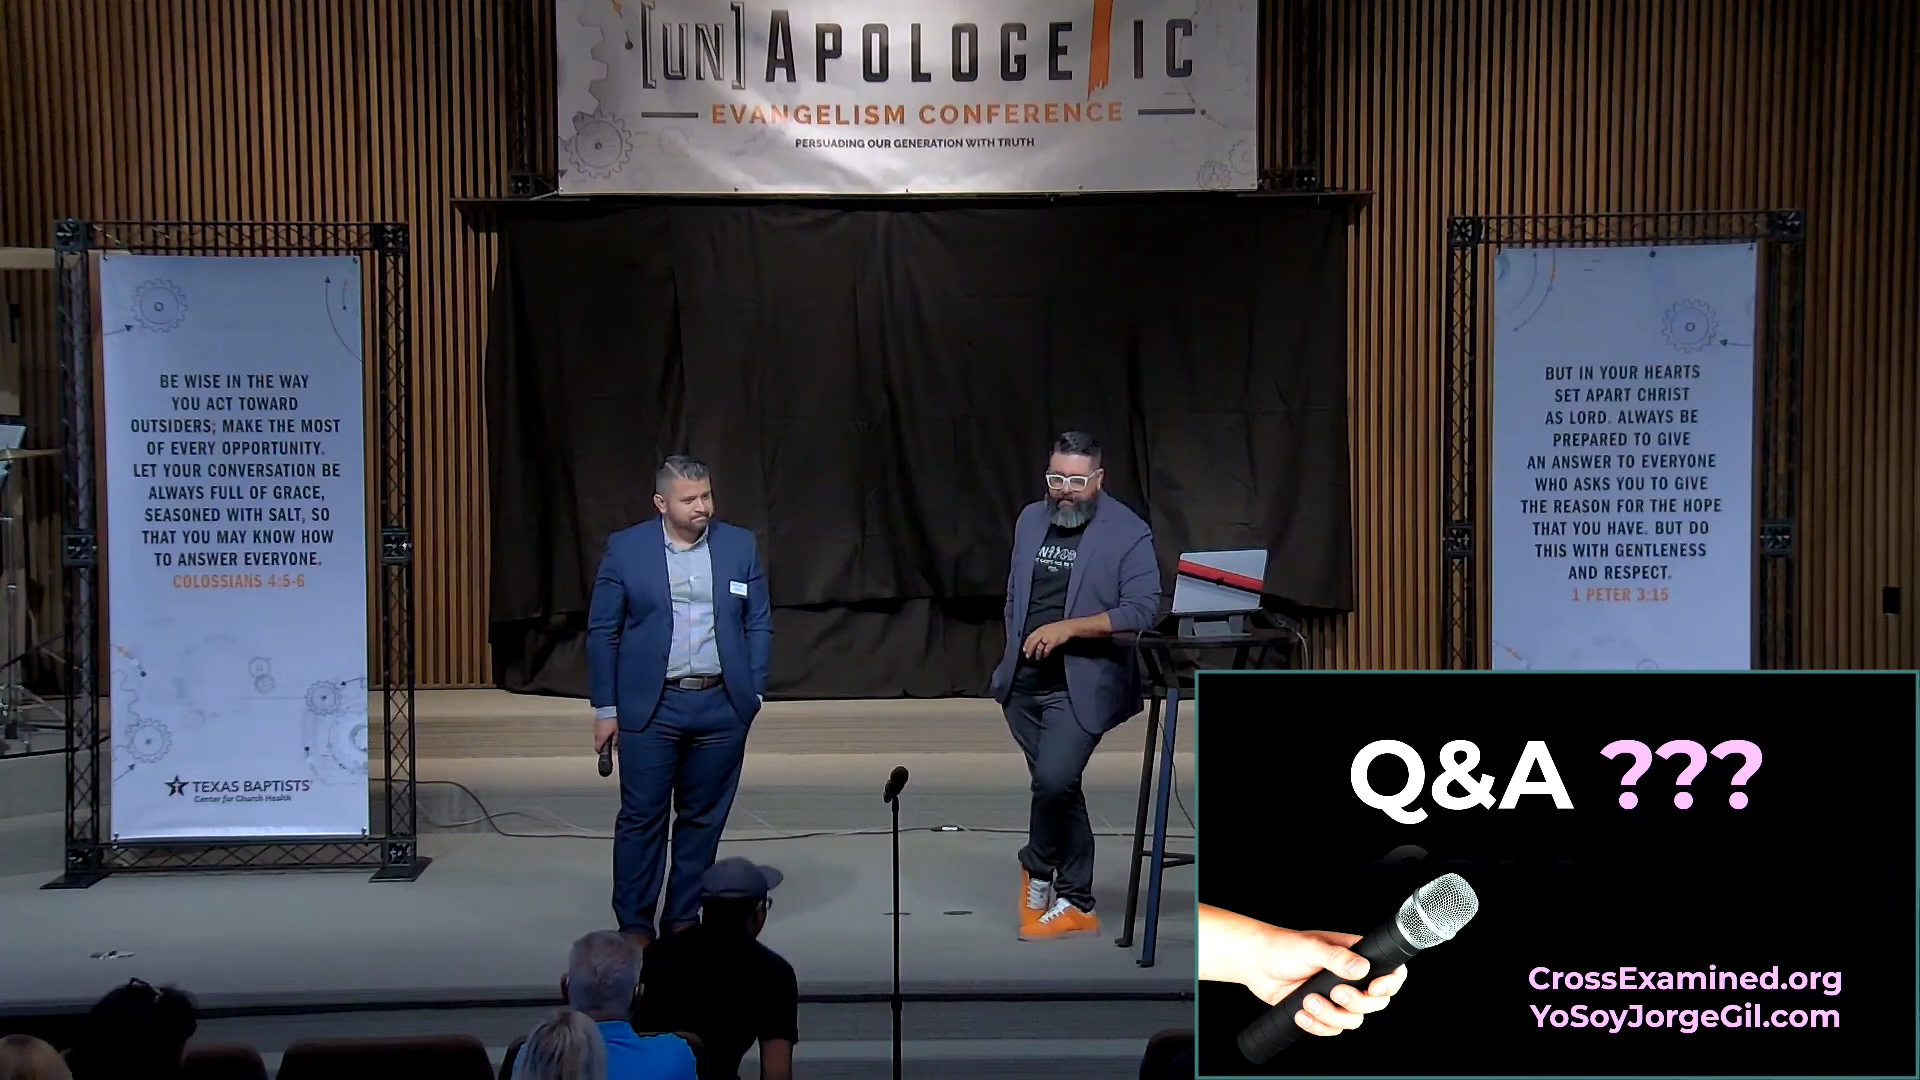 [UN]APOLOGETIC
EVANGELISM CONFERENCE
PERSUADING OUR GENERATION WITH TRUTH
BE WISE IN THE WAY
YOU ACT TOWARD
OUTSIDERS; MAKE THE MOST
OF EVERY OPPORTUNITY.
LET YOUR CONVERSATION BE
ALWAYS FULL OF GRACE,
SEASONED WITH SALT, SO
THAT YOU MAY KNOW HOW
TO ANSWER EVERYONE.
COLOSSIANS 4:5-6
TEXAS BAPTISTS
Center for Church Health
BUT IN YOUR HEARTS
SET APART CHRIST
AS LORD. ALWAYS BE
PREPARED TO GIVE
AN ANSWER TO EVERYONE
WHO ASKS YOU TO GIVE
THE REASON FOR THE HOPE
THAT YOU HAVE. BUT DO
THIS WITH GENTLENESS
AND RESPECT.
1 PETER 3:15
Q&A ???
CrossExamined.org
YoSoyJorgeGil.com